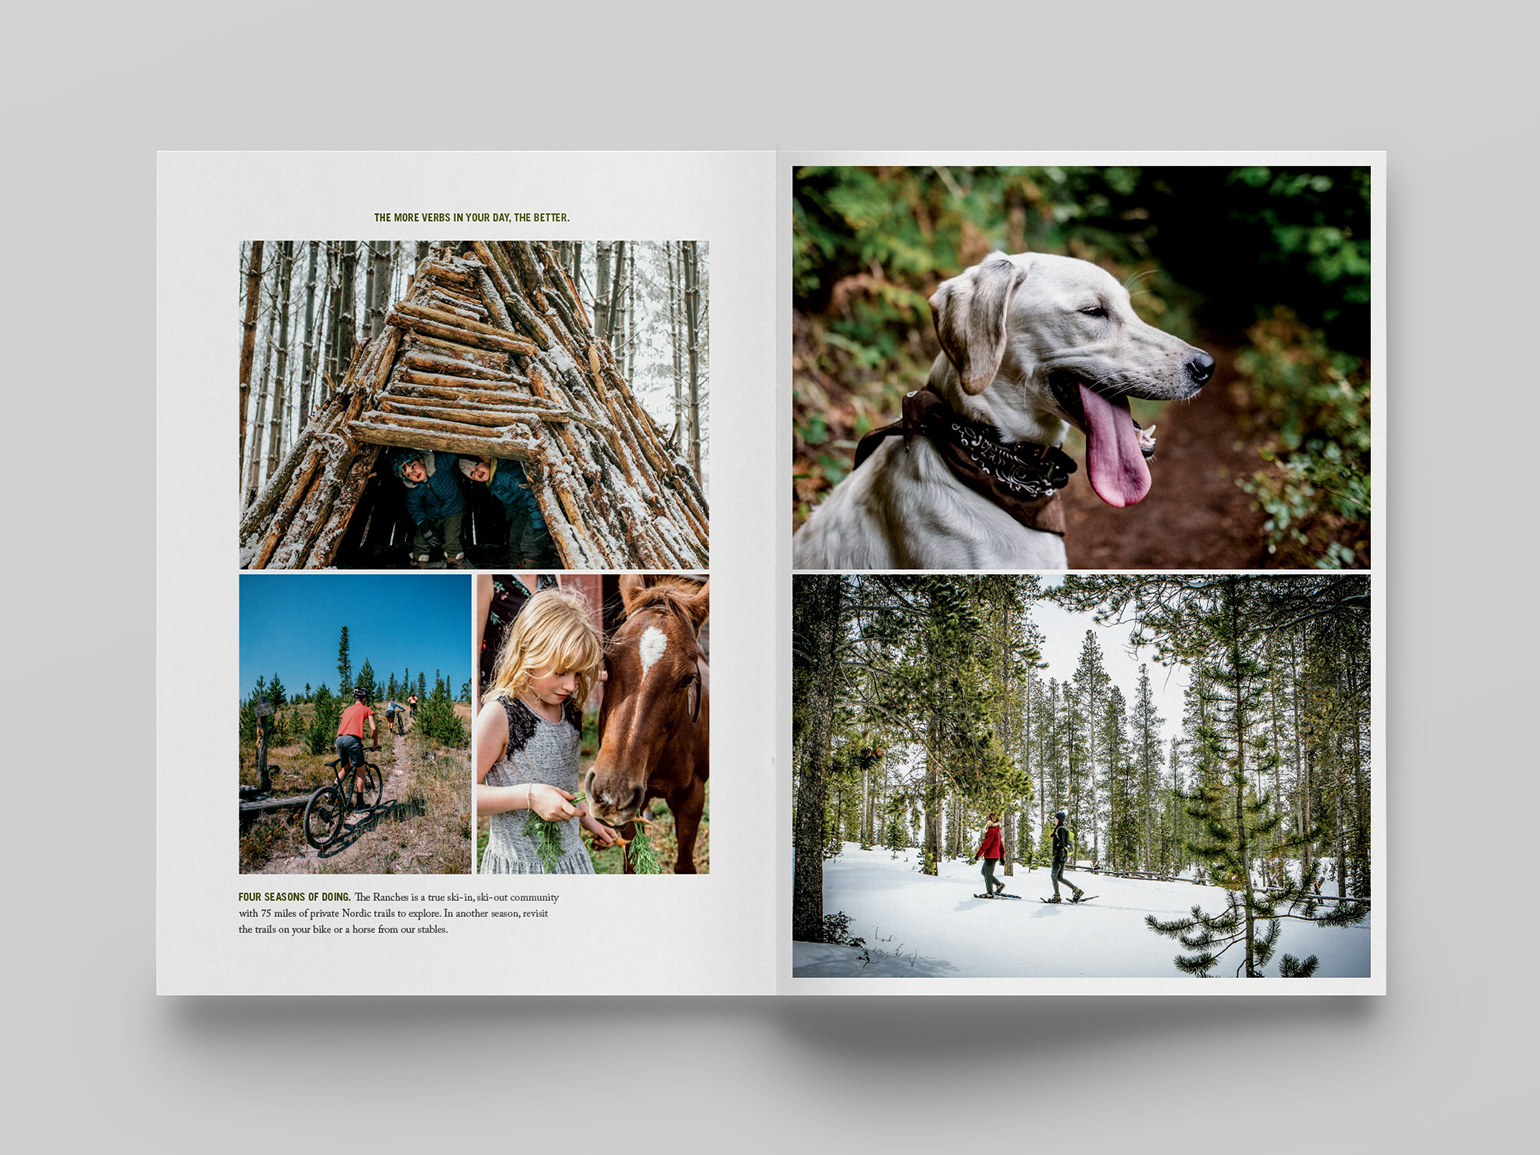 THE MORE VERBS IN YOUR DAY, THE BETTER.
FOUR SEASONS OF DOING. The Ranches is a true ski-in, ski-out community
with 75 miles of private Nordic trails to explore. In another season, revisit
the trails on your bike or a horse from our stables.